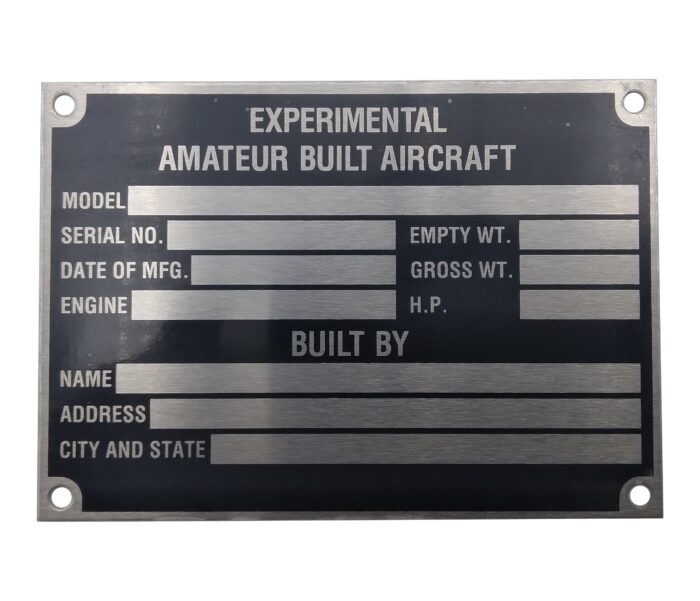 EXPERIMENTAL
AMATEUR BUILT AIRCRAFT
MODEL
SERIAL NO. EMPTY WT.
DATE OF MFG. GROSS WT.
ENGINE H.P.
BUILT BY
NAME
ADDRESS
CITY AND STATE